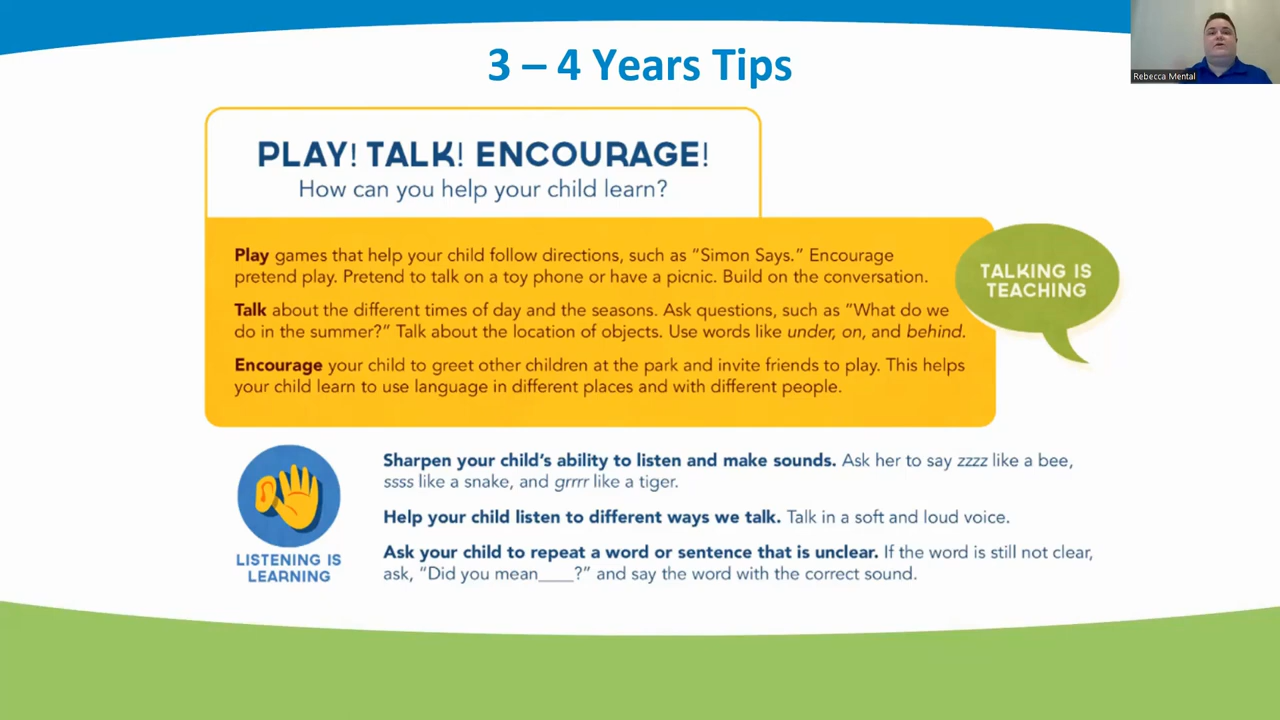 3 – 4 Years Tips
Rebecca Mental
PLAY! TALK! ENCOURAGE!
How can you help your child learn?
Play games that help your child follow directions, such as “Simon Says.” Encourage
pretend play. Pretend to talk on a toy phone or have a picnic. Build on the conversation.
Talk about the different times of day and the seasons. Ask questions, such as “What do we
do in the summer?” Talk about the location of objects. Use words like under, on, and behind.
Encourage your child to greet other children at the park and invite friends to play. This helps
your child learn to use language in different places and with different people.
TALKING IS
TEACHING
LISTENING IS
LEARNING
Sharpen your child’s ability to listen and make sounds. Ask her to say zzzz like a bee,
ssss like a snake, and grrrr like a tiger.
Help your child listen to different ways we talk. Talk in a soft and loud voice.
Ask your child to repeat a word or sentence that is unclear. If the word is still not clear,
ask, “Did you mean____?” and say the word with the correct sound.